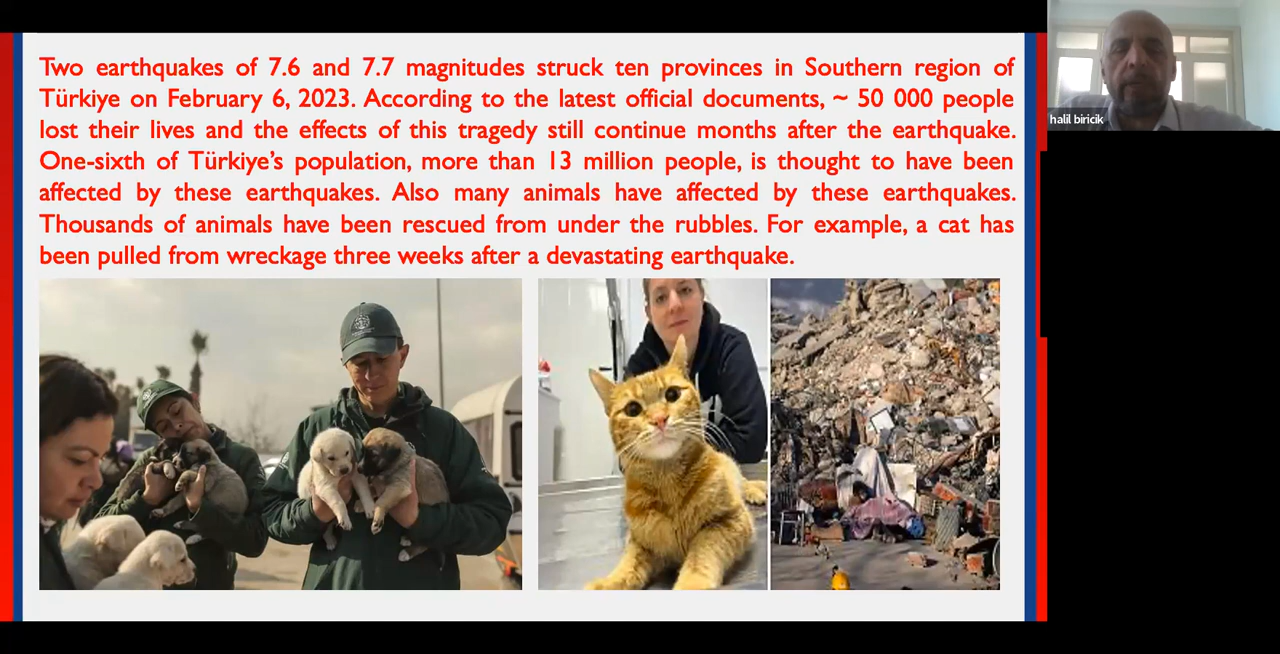 Two earthquakes of 7.6 and 7.7 magnitudes struck ten provinces in Southern region of
Türkiye on February 6, 2023. According to the latest official documents, ~ 50 000 people
lost their lives and the effects of this tragedy still continue months after the earthquake.
One-sixth of Türkiye’s population, more than 13 million people, is thought to have been
affected by these earthquakes. Also many animals have affected by these earthquakes.
Thousands of animals have been rescued from under the rubbles. For example, a cat has
been pulled from wreckage three weeks after a devastating earthquake.
halil biricik